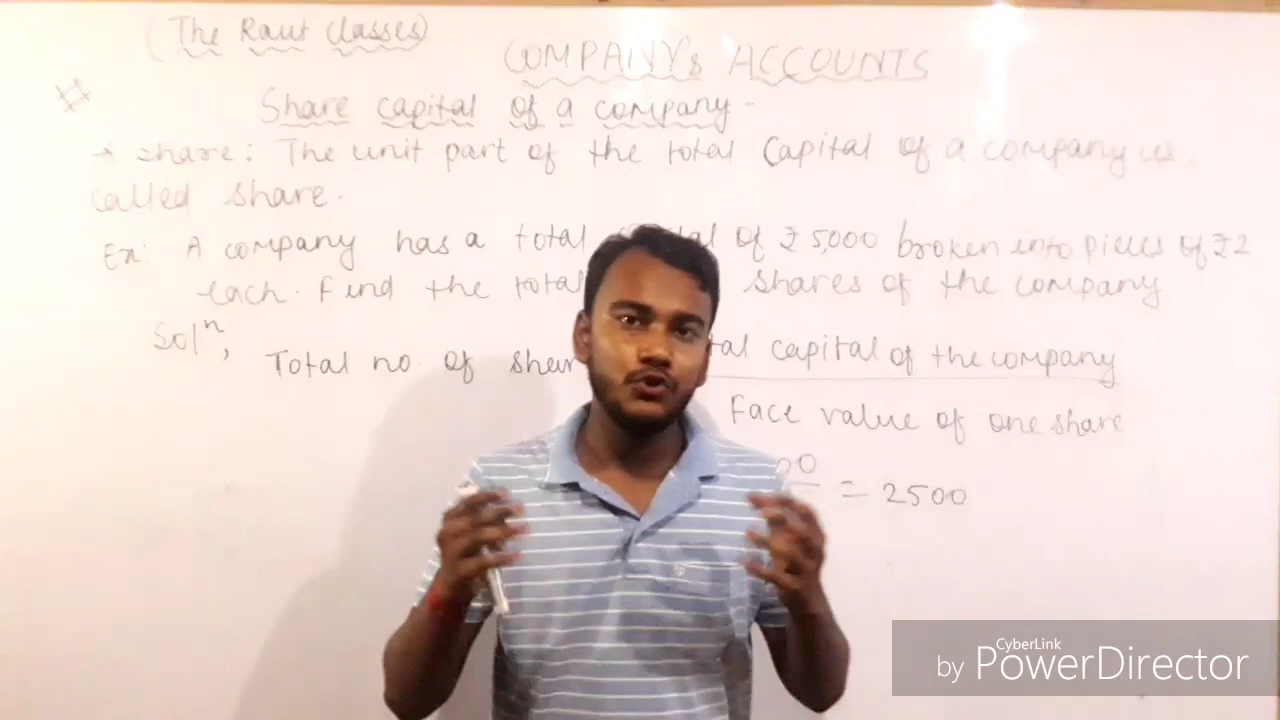 (The Raut Classes)
COMPANY's ACCOUNTS
#
Share capital of a company -
* Share: The unit part of the total Capital of a company is
called share.
Ex: A company has a total of ₹ 5,000 broken into pieces of ₹ 2
each. Find the total shares of the company
Solⁿ,
Total no. of capital of the company
Face value of one share
= 2500
CyberLink
by PowerDirector